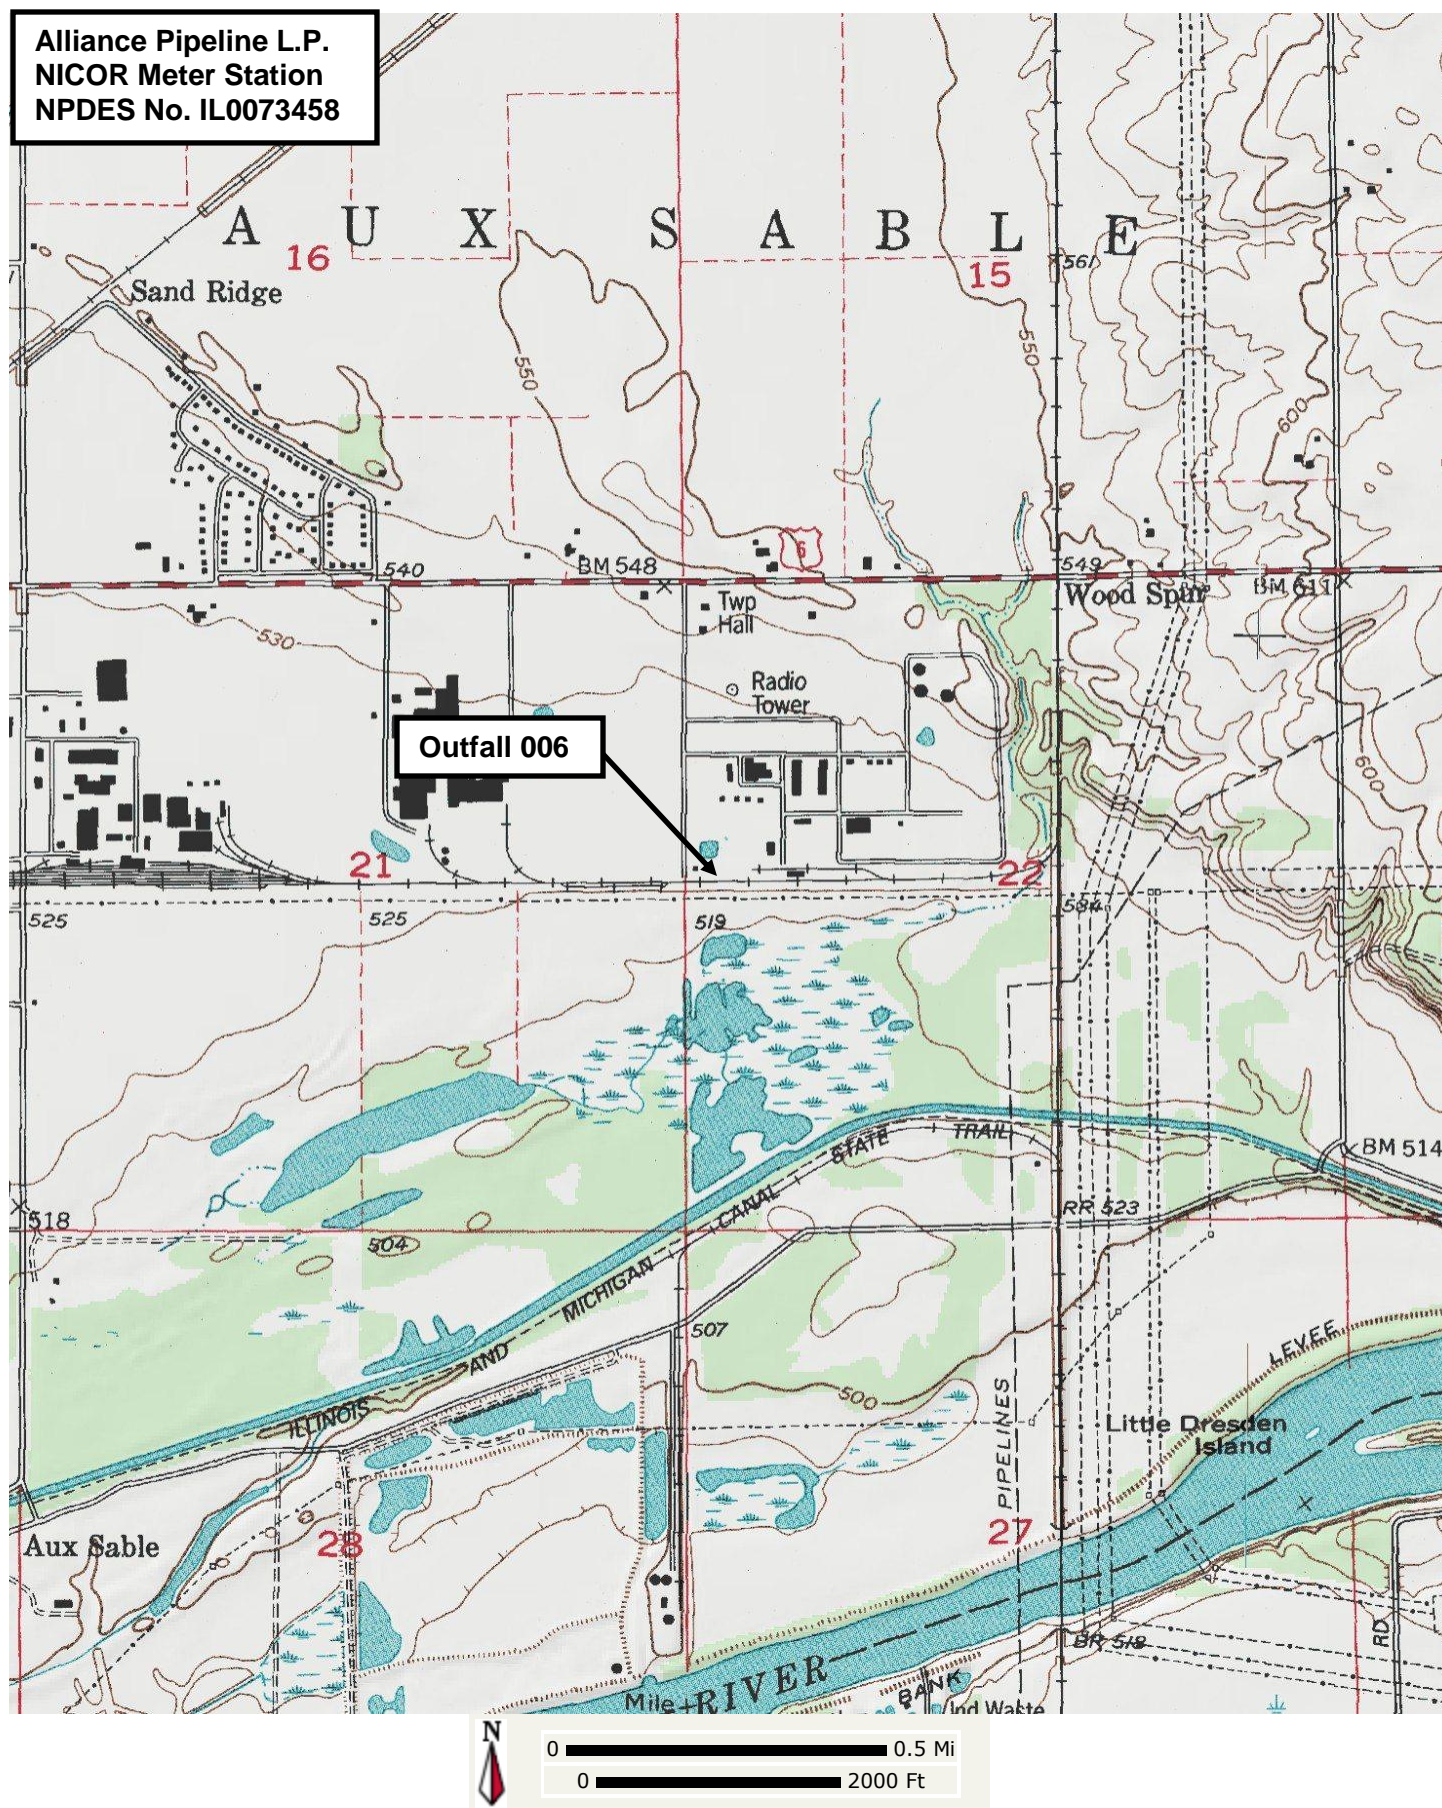 Alliance Pipeline L.P.
NICOR Meter Station
NPDES No. IL0073458
AUX SABLE
16
15
561
Sand Ridge
550
550
600
6
540
BM 548
549
Wood Spur
BM 611
Twp
Hall
530
Radio
Tower
Outfall 006
600
21
22
525
525
519
584
STATE
TRAIL
BM 514
CANAL
518
RR 523
504
MICHIGAN
507
LEVEE
AND
500
PIPELINES
ILLINOIS
Little Dresden
Island
Aux Sable
28
27
RD
BR 518
RIVER
BANK
Mile
Ind Waste
N
0 0.5 Mi
0 2000 Ft